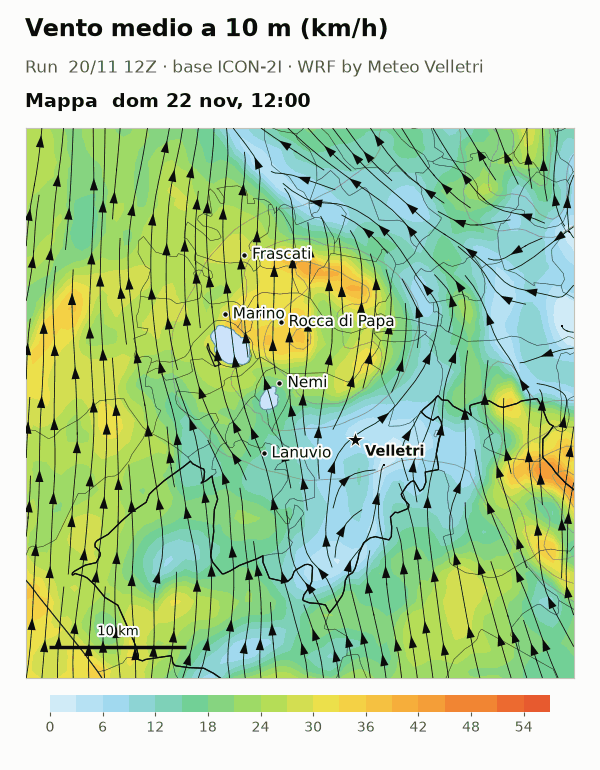 Vento medio a 10 m (km/h)
Run 20/11 12Z · base ICON-2I · WRF by Meteo Velletri
Mappa dom 22 nov, 12:00
Frascati
Marino
Rocca di Papa
Nemi
Lanuvio
Velletri
10 km
0 6 12 18 24 30 36 42 48 54